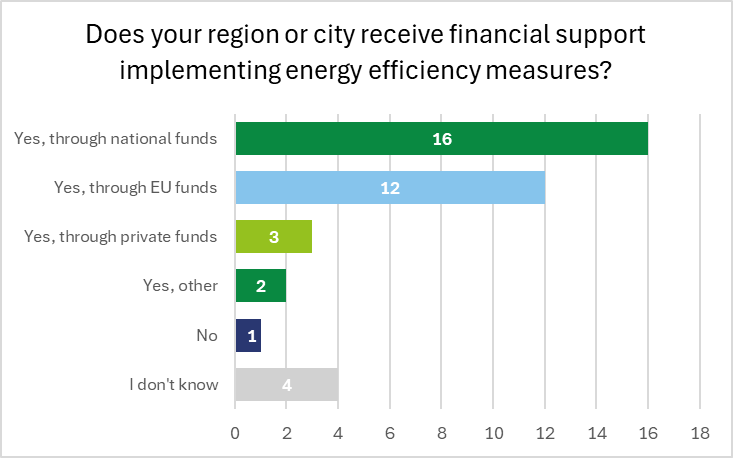 Does your region or city receive financial support
implementing energy efficiency measures?
Yes, through national funds
16
Yes, through EU funds
12
Yes, through private funds
3
Yes, other
2
No
1
I don't know
4
0 2 4 6 8 10 12 14 16 18